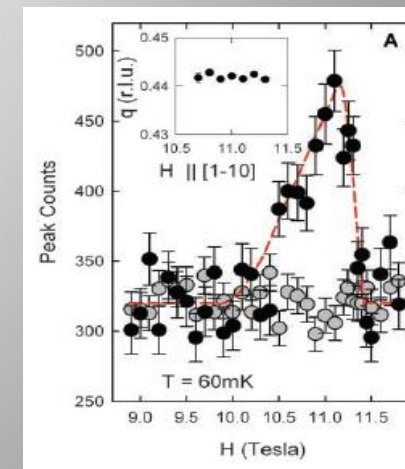 A
500
450
400
350
300
250
Peak Counts
0.45
0.44
0.43
q (r.l.u.)
10.5 11.0 11.5
H || [1-10]
T = 60mK
9.0 9.5 10.0 10.5 11.0 11.5
H (Tesla)